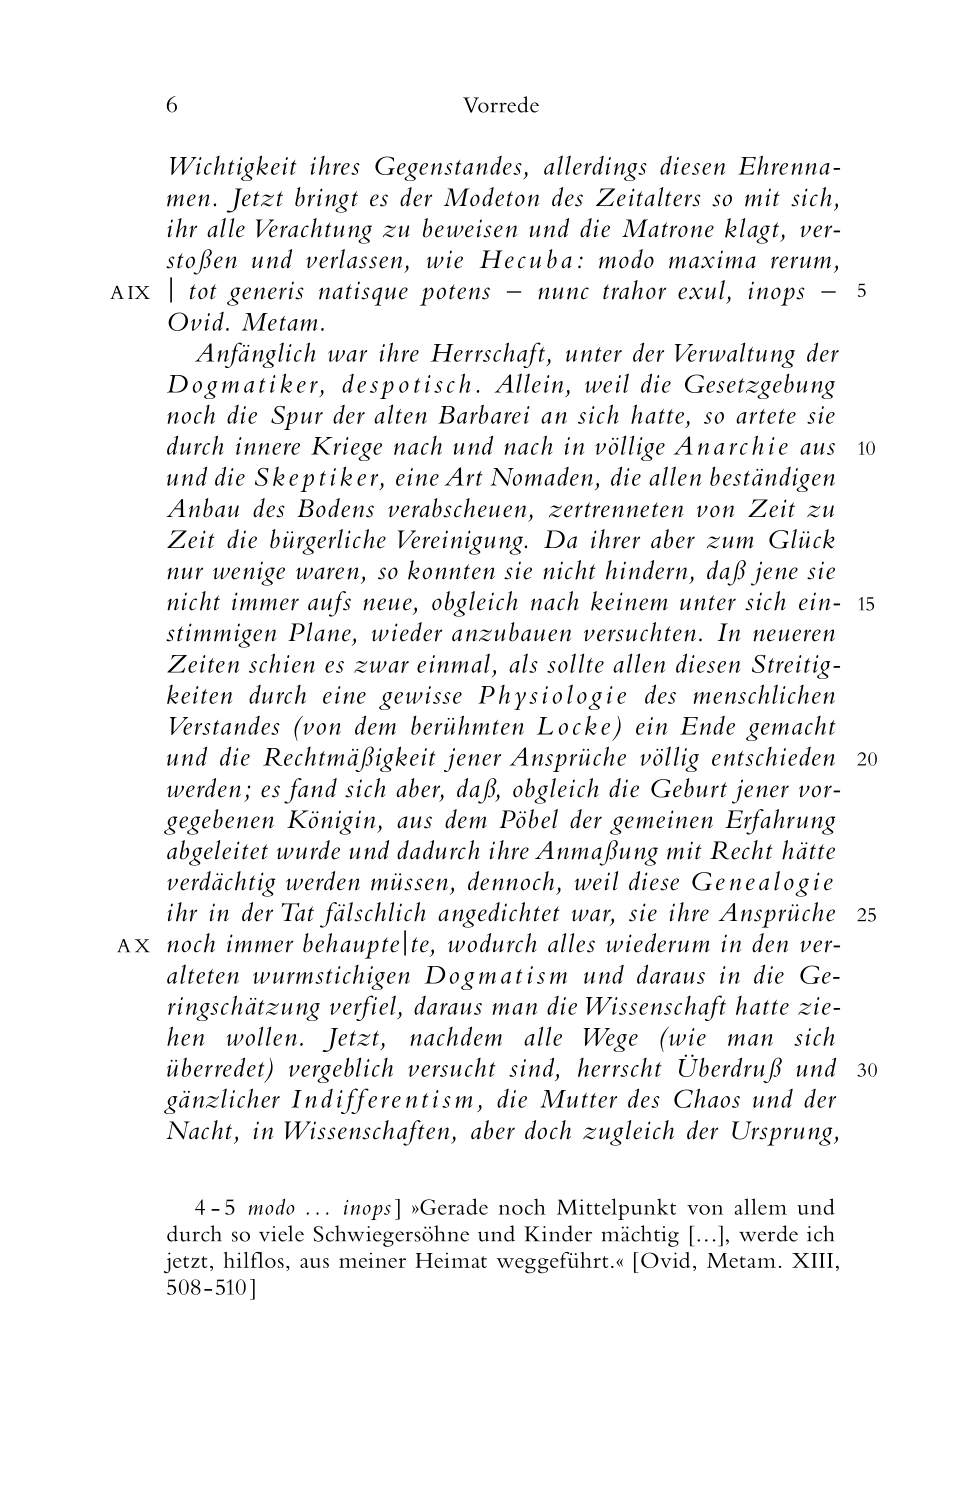 6 Vorrede
Wichtigkeit ihres Gegenstandes, allerdings diesen Ehrenna-
men. Jetzt bringt es der Modeton des Zeitalters so mit sich,
ihr alle Verachtung zu beweisen und die Matrone klagt, ver-
stoßen und verlassen, wie Hecuba: modo maxima rerum,
A IX | tot generis natisque potens – nunc trahor exul, inops – 5
Ovid. Metam.
Anfänglich war ihre Herrschaft, unter der Verwaltung der
Dogmatiker, despotisch. Allein, weil die Gesetzgebung
noch die Spur der alten Barbarei an sich hatte, so artete sie
durch innere Kriege nach und nach in völlige Anarchie aus 10
und die Skeptiker, eine Art Nomaden, die allen beständigen
Anbau des Bodens verabscheuen, zertrenneten von Zeit zu
Zeit die bürgerliche Vereinigung. Da ihrer aber zum Glück
nur wenige waren, so konnten sie nicht hindern, daß jene sie
nicht immer aufs neue, obgleich nach keinem unter sich ein- 15
stimmigen Plane, wieder anzubauen versuchten. In neueren
Zeiten schien es zwar einmal, als sollte allen diesen Streitig-
keiten durch eine gewisse Physiologie des menschlichen
Verstandes (von dem berühmten Locke) ein Ende gemacht
und die Rechtmäßigkeit jener Ansprüche völlig entschieden 20
werden; es fand sich aber, daß, obgleich die Geburt jener vor-
gegebenen Königin, aus dem Pöbel der gemeinen Erfahrung
abgeleitet wurde und dadurch ihre Anmaßung mit Recht hätte
verdächtig werden müssen, dennoch, weil diese Genealogie
ihr in der Tat fälschlich angedichtet war, sie ihre Ansprüche 25
A X noch immer behaupte|te, wodurch alles wiederum in den ver-
alteten wurmstichigen Dogmatism und daraus in die Ge-
ringschätzung verfiel, daraus man die Wissenschaft hatte zie-
hen wollen. Jetzt, nachdem alle Wege (wie man sich
überredet) vergeblich versucht sind, herrscht Überdruß und 30
gänzlicher Indifferentism, die Mutter des Chaos und der
Nacht, in Wissenschaften, aber doch zugleich der Ursprung,
4–5 modo … inops] »Gerade noch Mittelpunkt von allem und
durch so viele Schwiegersöhne und Kinder mächtig […], werde ich
jetzt, hilflos, aus meiner Heimat weggeführt.« [Ovid, Metam. XIII,
508–510]